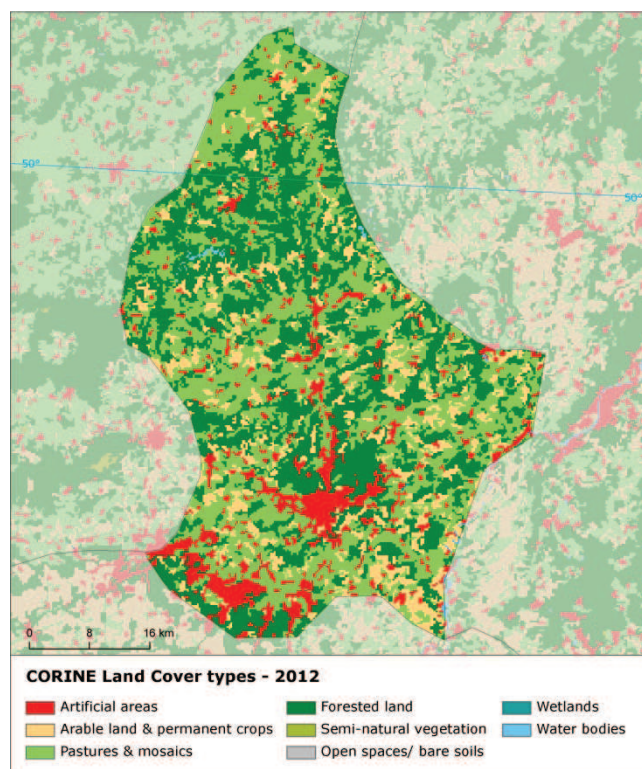 50°
50°
0 8 16 km
CORINE Land Cover types - 2012
Artificial areas
Arable land & permanent crops
Pastures & mosaics
Forested land
Semi-natural vegetation
Open spaces/ bare soils
Wetlands
Water bodies